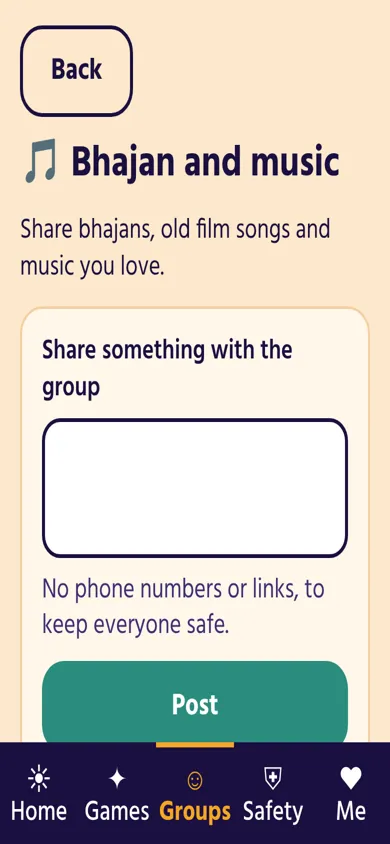 Back
🎵 Bhajan and music
Share bhajans, old film songs and
music you love.
Share something with the
group
No phone numbers or links, to
keep everyone safe.
Post
Home Games Groups Safety Me